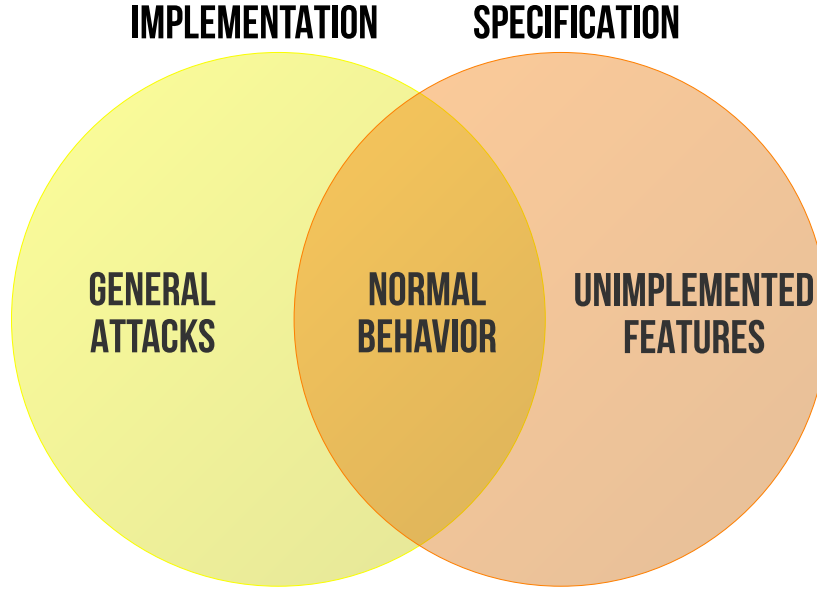 IMPLEMENTATION
SPECIFICATION
GENERAL
ATTACKS
NORMAL
BEHAVIOR
UNIMPLEMENTED
FEATURES